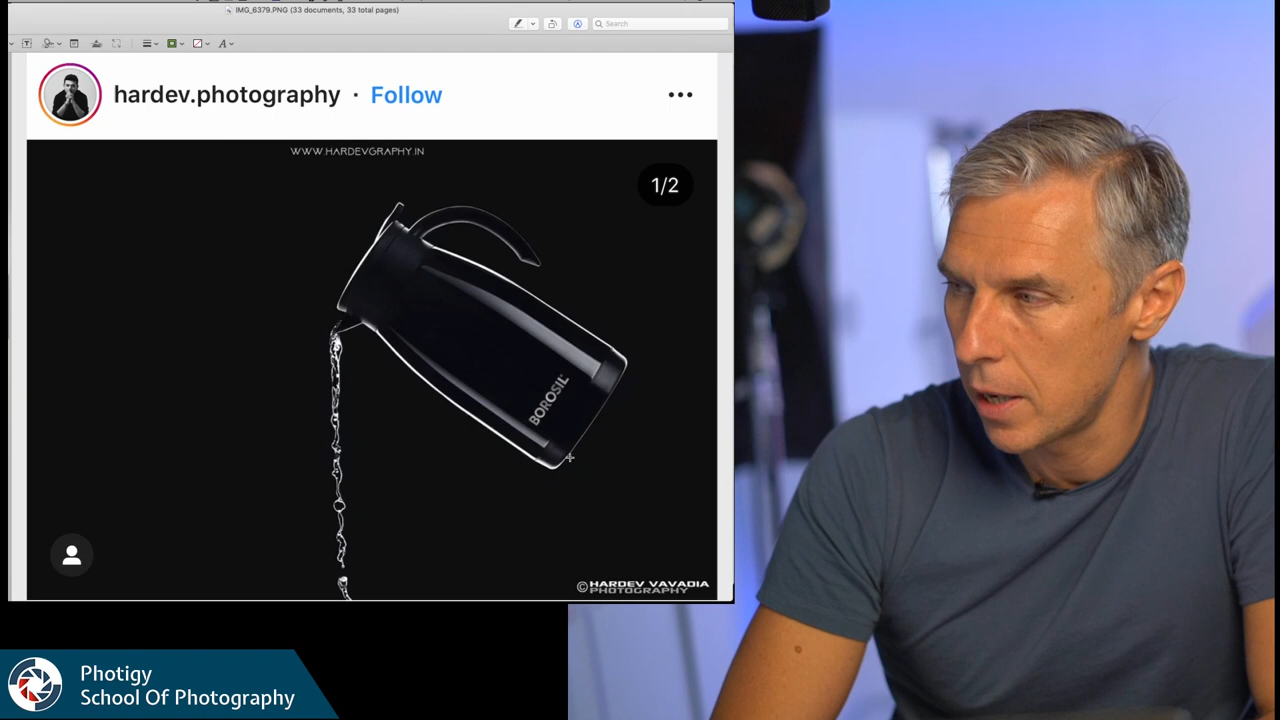 IMG_6379.PNG (33 documents, 33 total pages)
Search
hardev.photography · Follow
WWW.HARDEVGRAPHY.IN
1/2
BOROSIL
©HARDEV VAVADIA
PHOTOGRAPHY
Photigy
School Of Photography